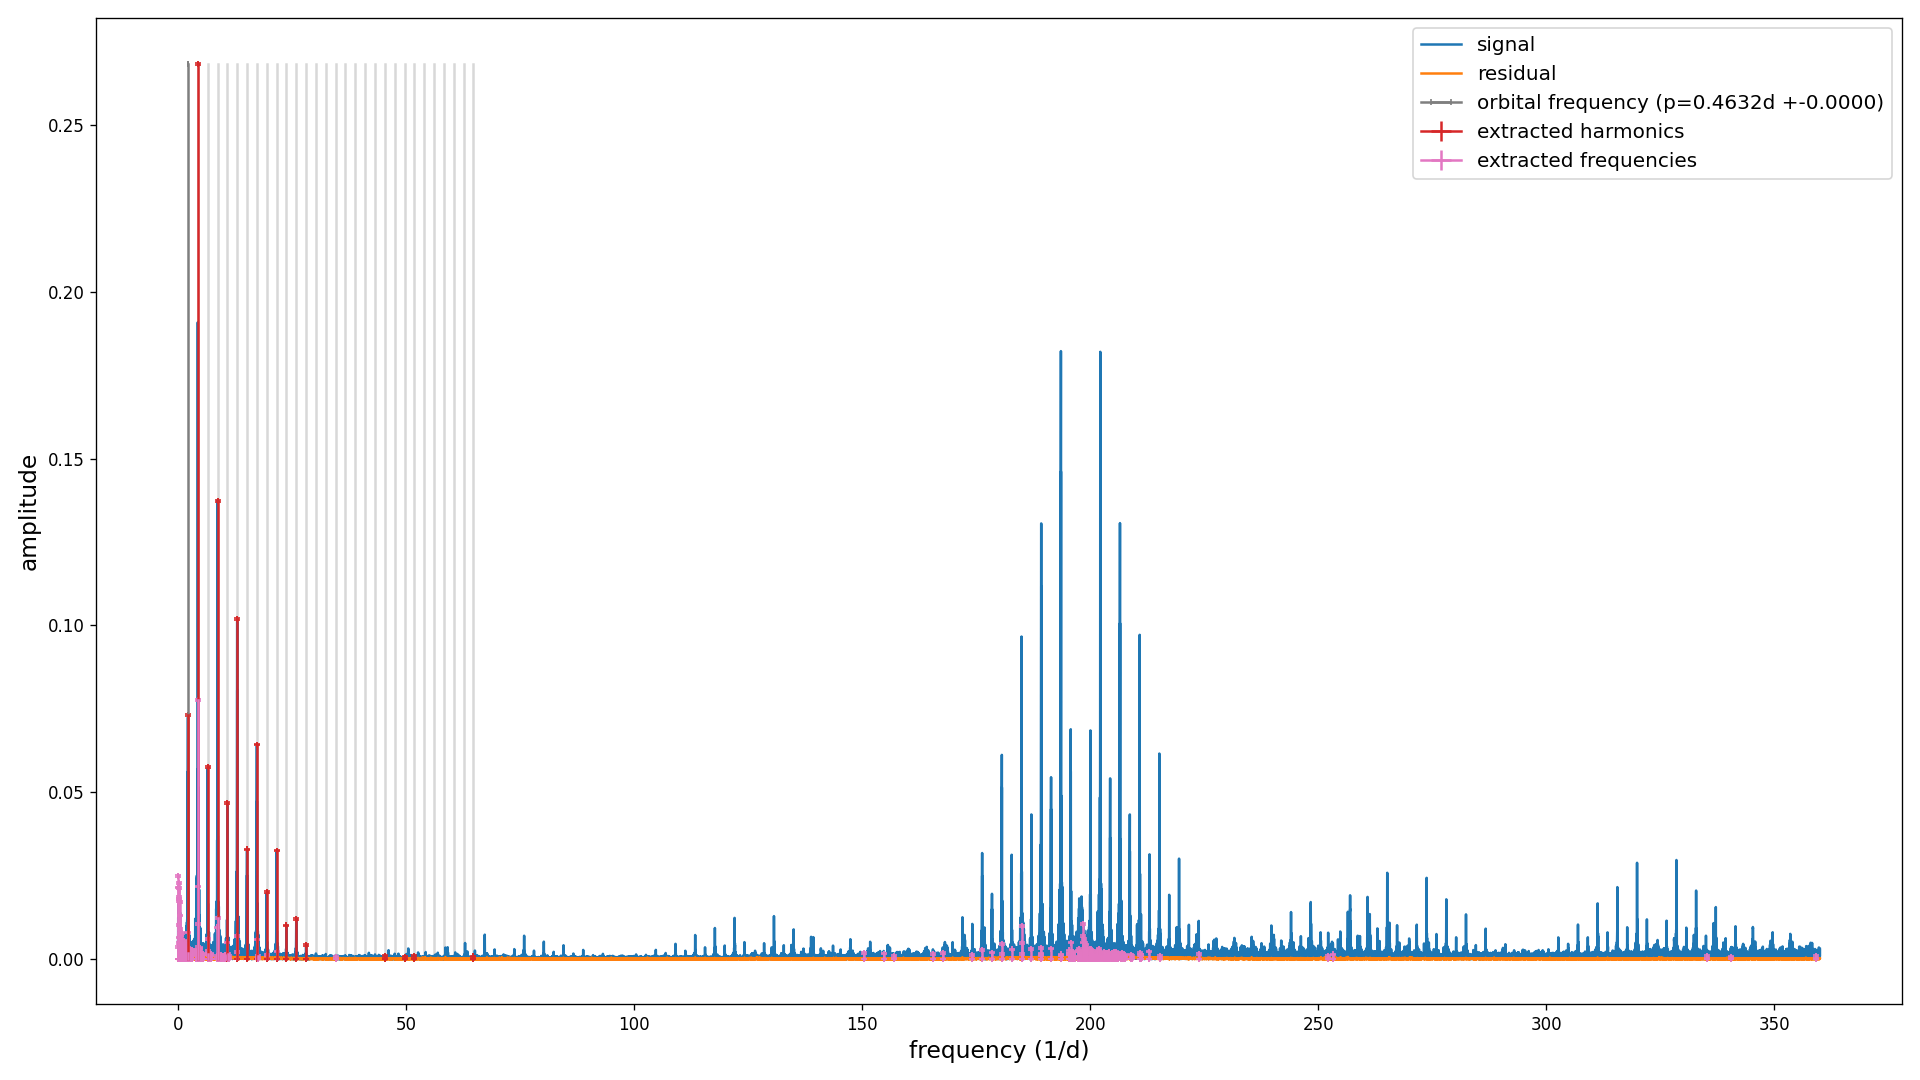 signal
residual
orbital frequency (p=0.4632d +-0.0000)
extracted harmonics
extracted frequencies
amplitude
0.25
0.20
0.15
0.10
0.05
0.00
0 50 100 150 200 250 300 350
frequency (1/d)